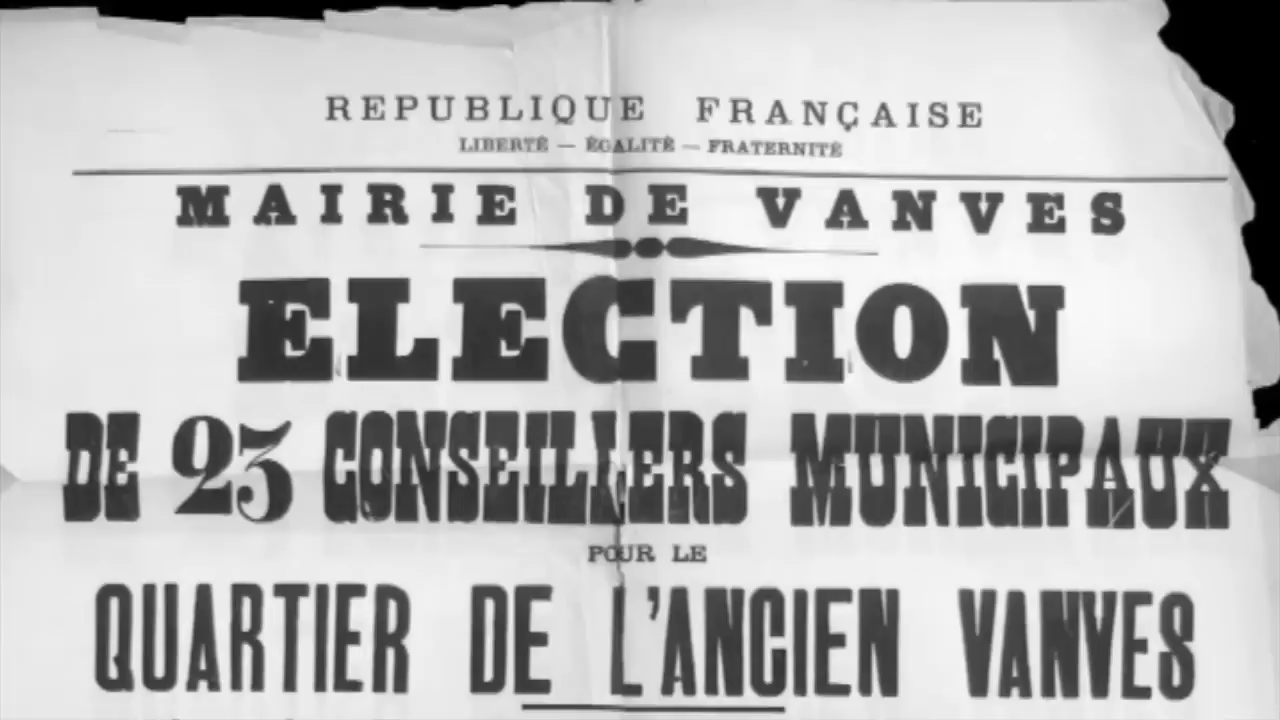 REPUBLIQUE FRANÇAISE
LIBERTÉ — ÉGALITÉ — FRATERNITÉ
MAIRIE DE VANVES
ELECTION
DE 23 CONSEILLERS MUNICIPAUX
POUR LE
QUARTIER DE L'ANCIEN VANVES